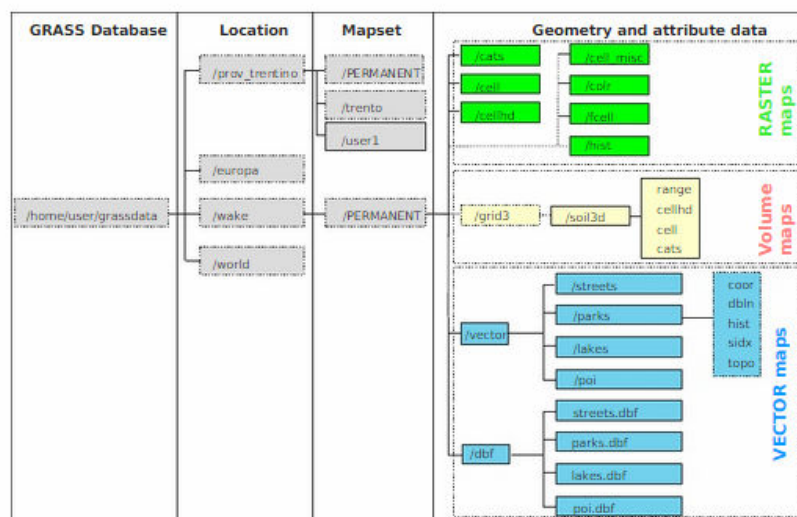 GRASS Database
Location
Mapset
Geometry and attribute data
/home/user/grassdata
/prov_trentino
/europa
/wake
/world
/PERMANENT
/trento
/user1
/PERMANENT
/cats
/cell
/cellhd
/cell_misc
/colr
/fcell
/hist
RASTER
maps
/grid3
/soil3d
range
cellhd
cell
cats
Volume
maps
/vector
/streets
/parks
/lakes
/poi
coor
dbln
hist
sidx
topo
/dbf
streets.dbf
parks.dbf
lakes.dbf
poi.dbf
VECTOR maps